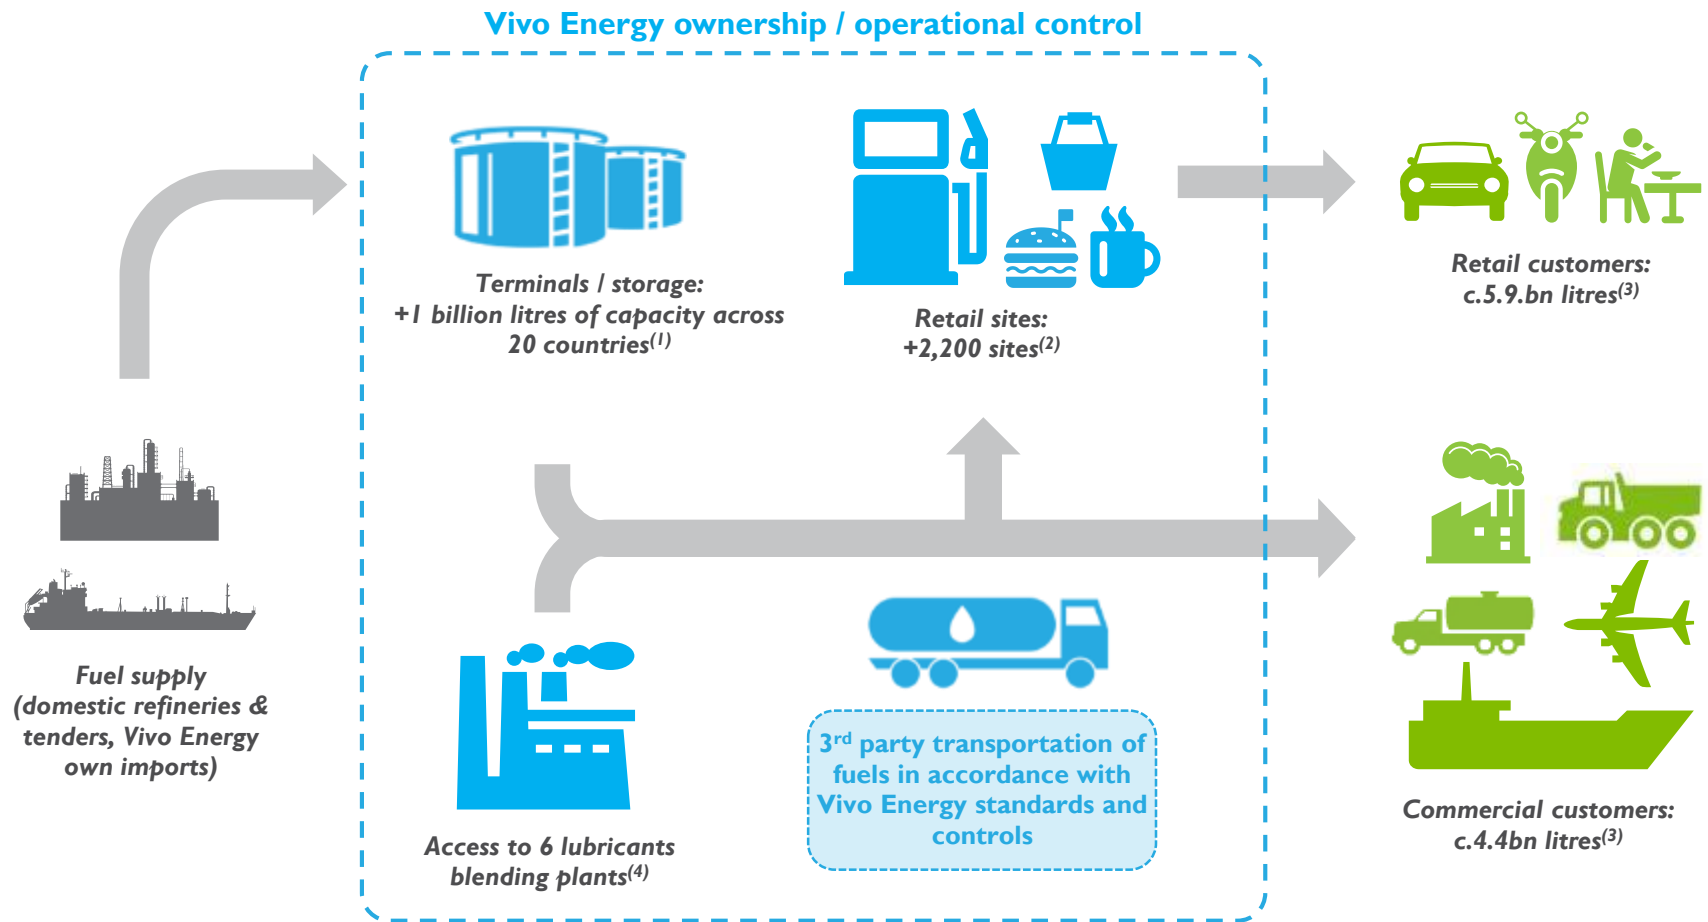 Vivo Energy ownership / operational control
Terminals / storage:
+1 billion litres of capacity across
20 countries(1)
Retail sites:
+2,200 sites(2)
Retail customers:
c.5.9.bn litres(3)
Fuel supply
(domestic refineries &
tenders, Vivo Energy
own imports)
Access to 6 lubricants
blending plants(4)
3rd party transportation of
fuels in accordance with
Vivo Energy standards and
controls
Commercial customers:
c.4.4bn litres(3)